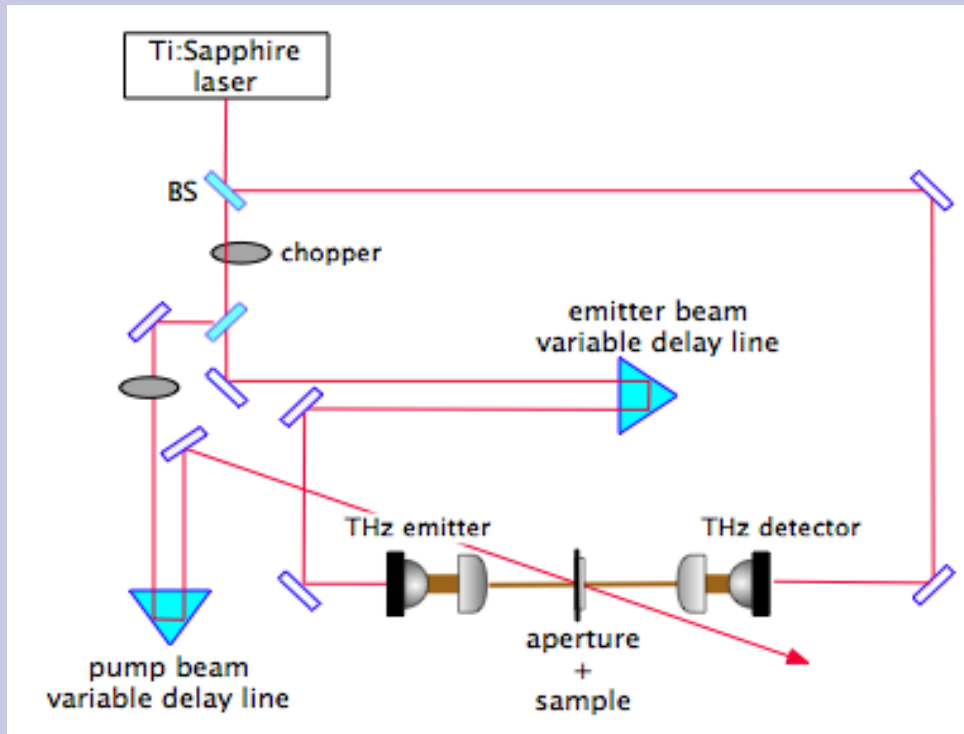 Ti:Sapphire
laser
BS
chopper
emitter beam
variable delay line
THz emitter
THz detector
aperture
+
sample
pump beam
variable delay line